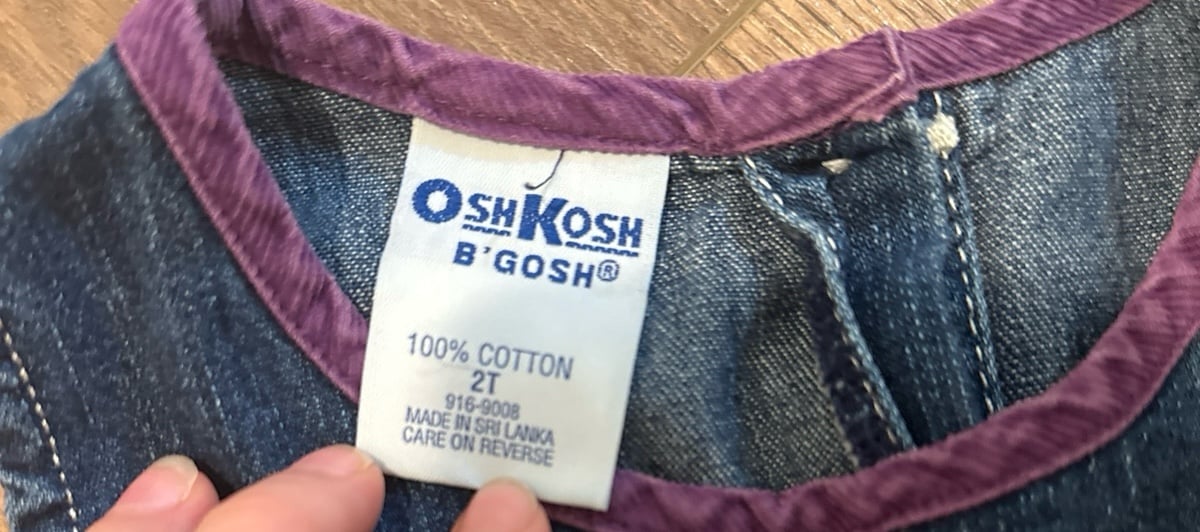 OSHKOSH
B'GOSH®
100% COTTON
2T
916-9008
MADE IN SRI LANKA
CARE ON REVERSE